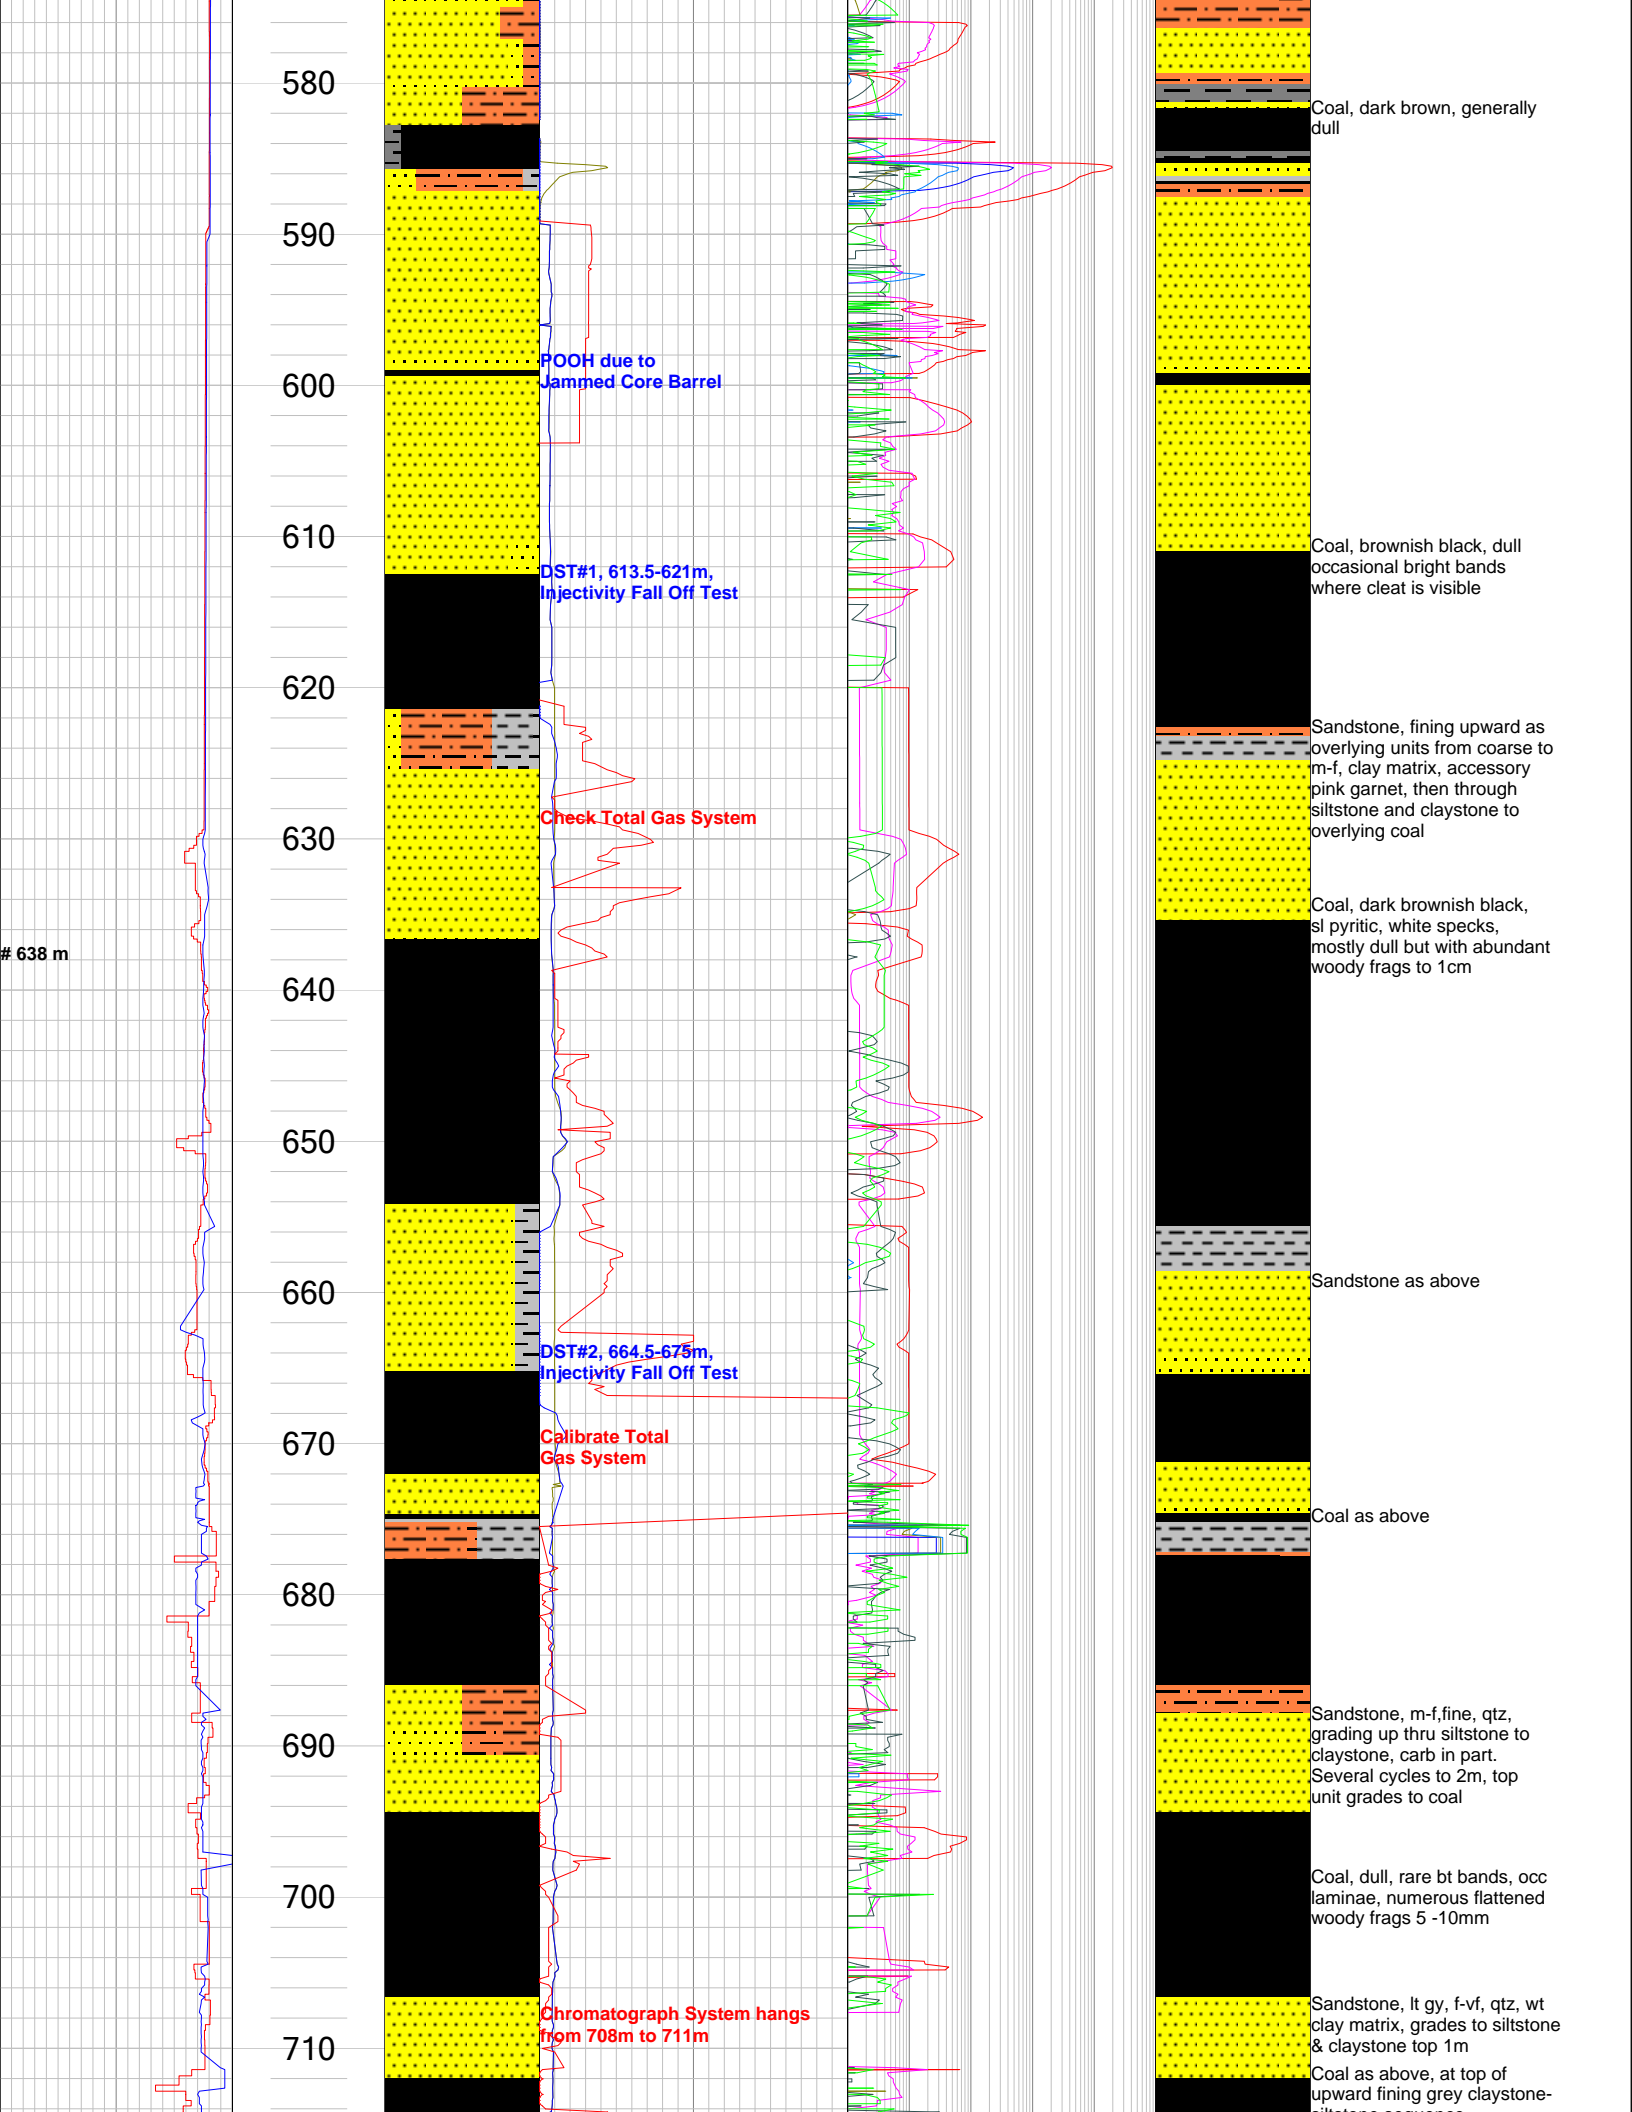 580
590
600
610
620
630
640
650
660
670
680
690
700
710
# 638 m
POOH due to
Jammed Core Barrel
DST#1, 613.5-621m,
Injectivity Fall Off Test
Check Total Gas System
DST#2, 664.5-675m,
Injectivity Fall Off Test
Calibrate Total
Gas System
Chromatograph System hangs
from 708m to 711m
Coal, dark brown, generally
dull
Coal, brownish black, dull
occasional bright bands
where cleat is visible
Sandstone, fining upward as
overlying units from coarse to
m-f, clay matrix, accessory
pink garnet, then through
siltstone and claystone to
overlying coal
Coal, dark brownish black,
sl pyritic, white specks,
mostly dull but with abundant
woody frags to 1cm
Sandstone as above
Coal as above
Sandstone, m-f,fine, qtz,
grading up thru siltstone to
claystone, carb in part.
Several cycles to 2m, top
unit grades to coal
Coal, dull, rare bt bands, occ
laminae, numerous flattened
woody frags 5 -10mm
Sandstone, lt gy, f-vf, qtz, wt
clay matrix, grades to siltstone
& claystone top 1m
Coal as above, at top of
upward fining grey claystone-